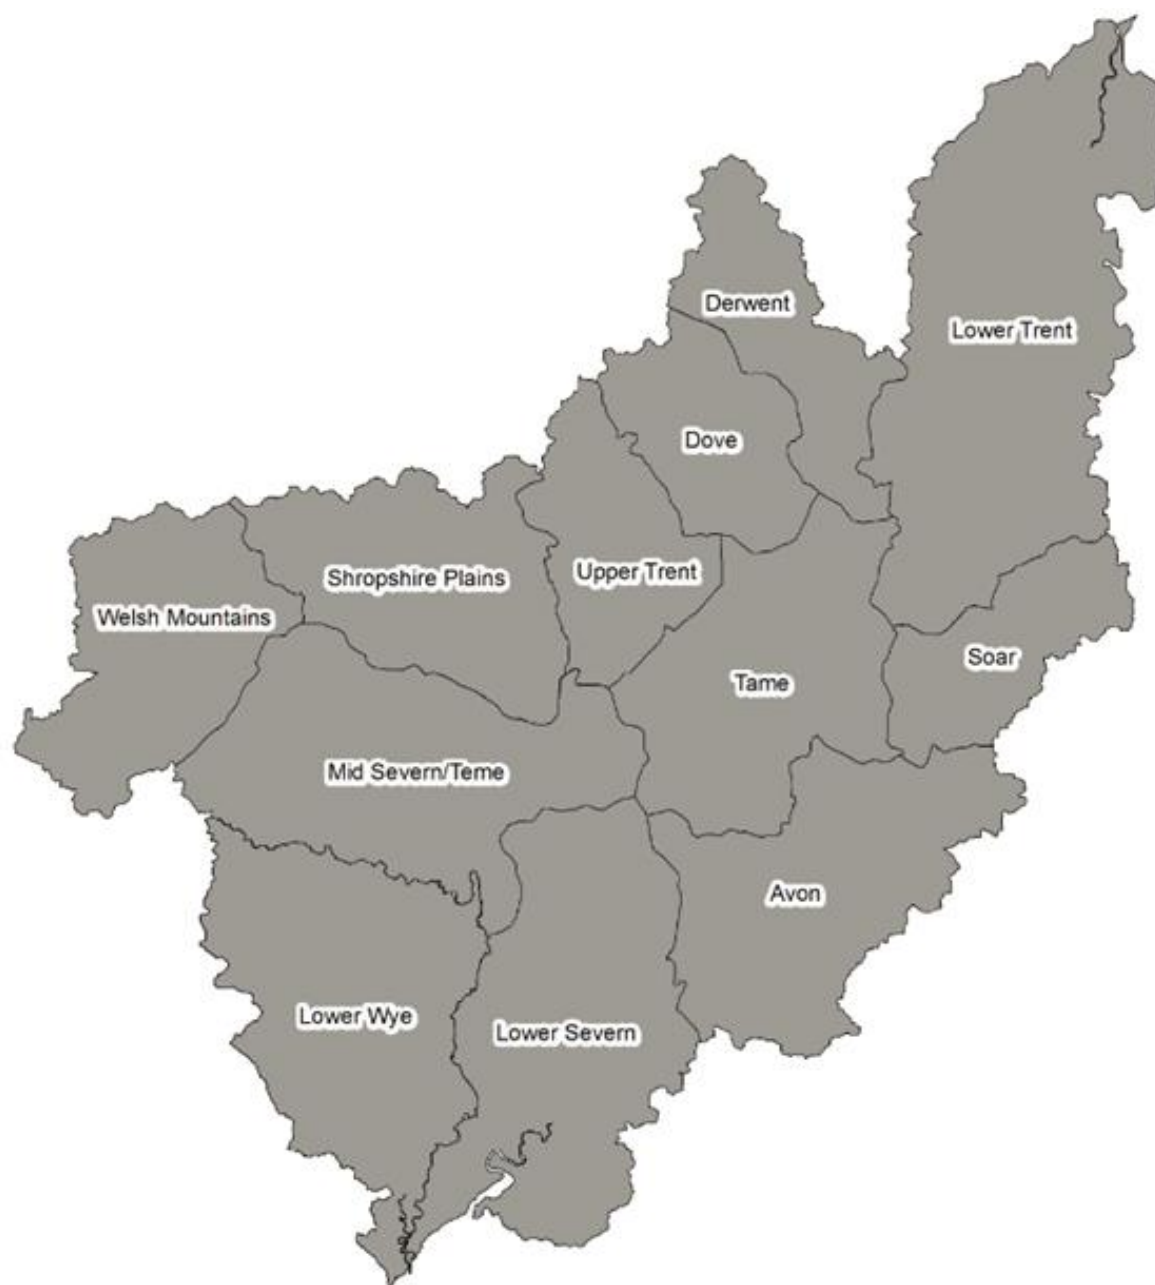 Derwent
Lower Trent
Dove
Upper Trent
Shropshire Plains
Welsh Mountains
Soar
Tame
Mid Severn/Teme
Avon
Lower Wye
Lower Severn